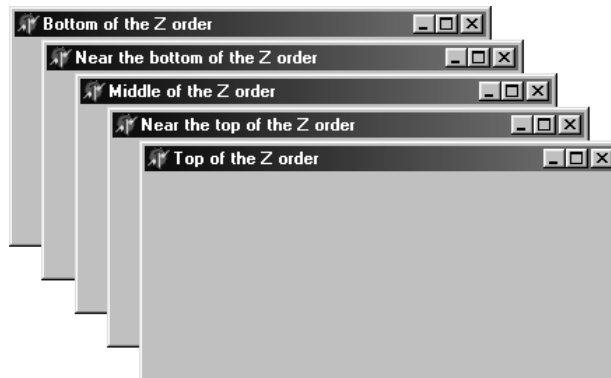 Bottom of the Z order
Near the bottom of the Z order
Middle of the Z order
Near the top of the Z order
Top of the Z order